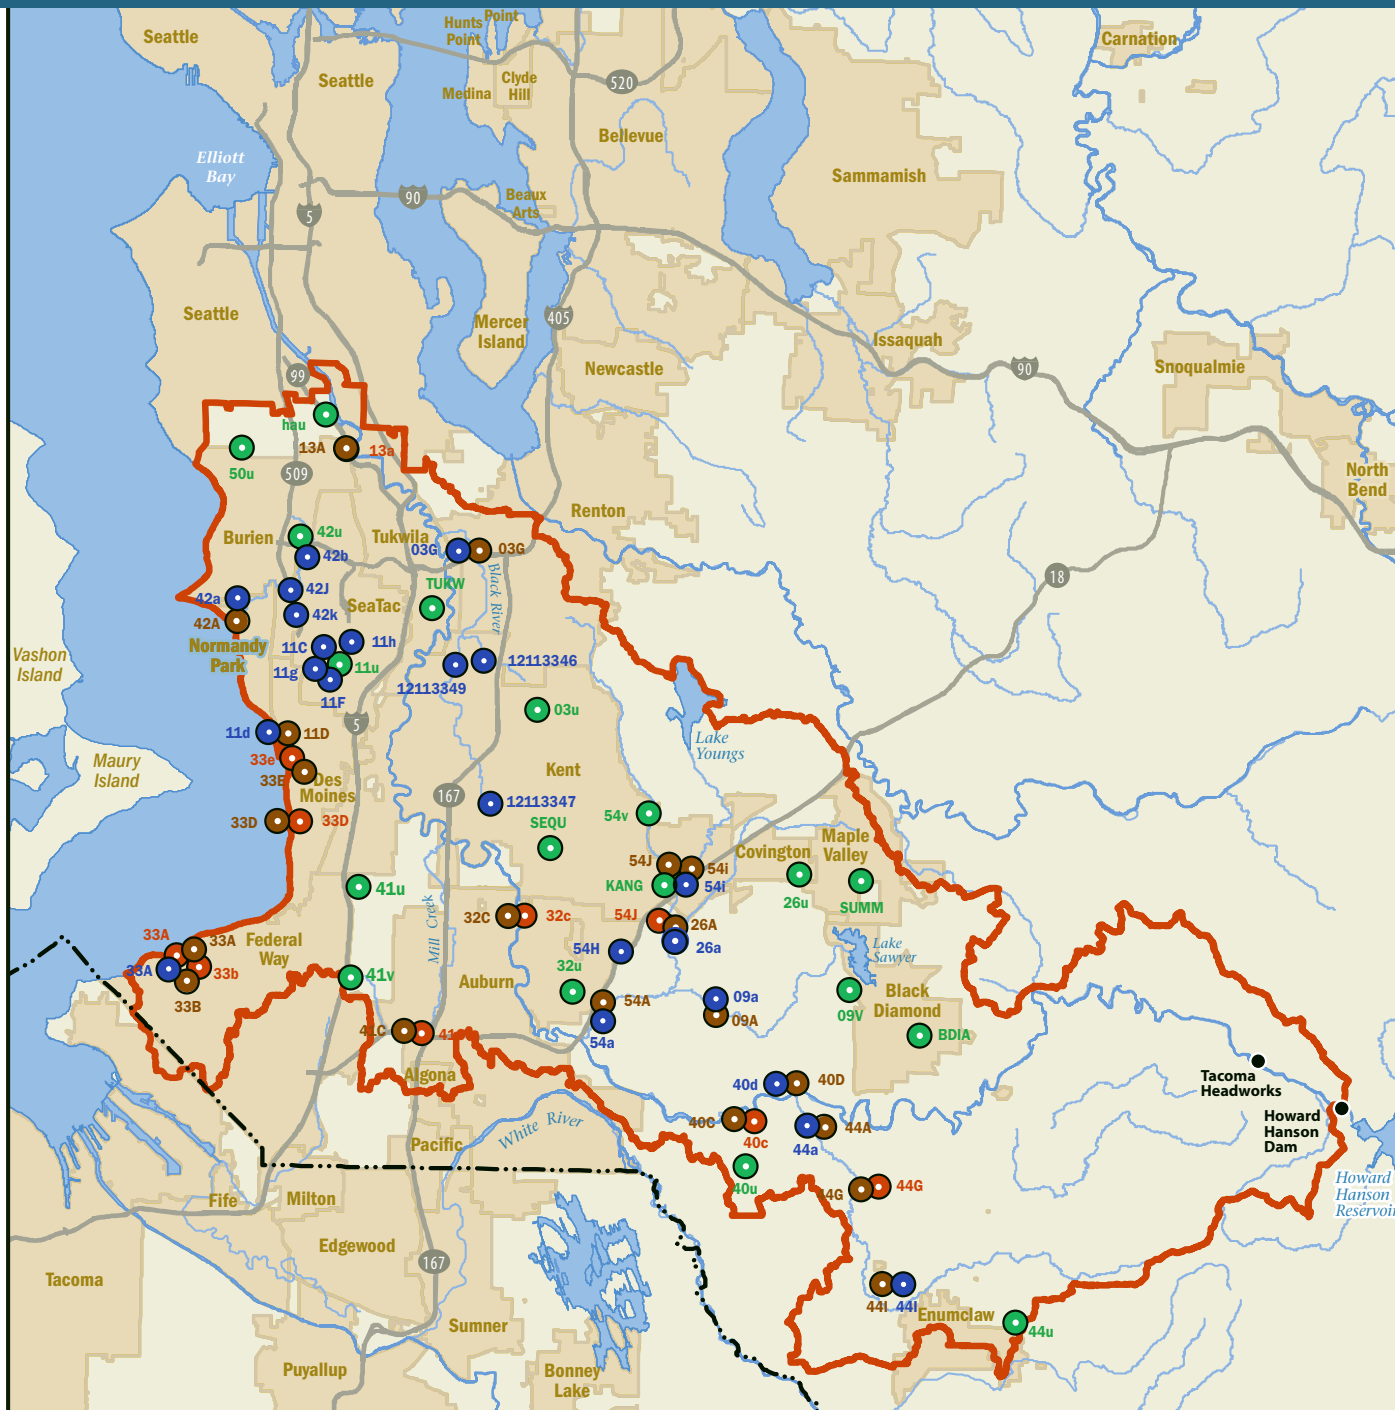 Seattle
Hunts
Point
Point
Clyde
Hill
Medina
Seattle
520
Carnation
Bellevue
Elliott
Bay
Sammamish
90
Beaux
Arts
5
Seattle
Mercer
Island
405
Newcastle
Issaquah
90
Snoqualmie
99
hau
13A
13a
50u
509
North
Bend
Renton
Burien
42u
42b
Tukwila
03G
03G
Black River
18
TUKW
42a
42J
42A
42k
SeaTac
Normandy
Park
11C
11h
11g
11u
11F
12113346
12113349
Vashon
Island
03u
5
11d
11D
33e
33E
Des
Moines
Lake
Youngs
Maury
Island
Kent
167
12113347
33D
33D
SEQU
54v
Covington
Maple
Valley
54J
54i
KANG
54i
26u
SUMM
41u
Mill Creek
32C
32c
54J
26A
26a
54H
Lake
Sawyer
33A
33A
Federal
Way
33A
33b
33B
41v
Auburn
32u
54A
54a
09a
09A
09V
Black
Diamond
BDIA
41C
Algona
40d
40D
Tacoma
Headworks
Howard
Hanson
Dam
40C
40c
44a
44A
White River
Pacific
40u
44G
44G
Howard
Hanson
Reservoir
Fife
Milton
Edgewood
167
Tacoma
44I
44I
Enumclaw
44u
Sumner
Puyallup
Bonney
Lake